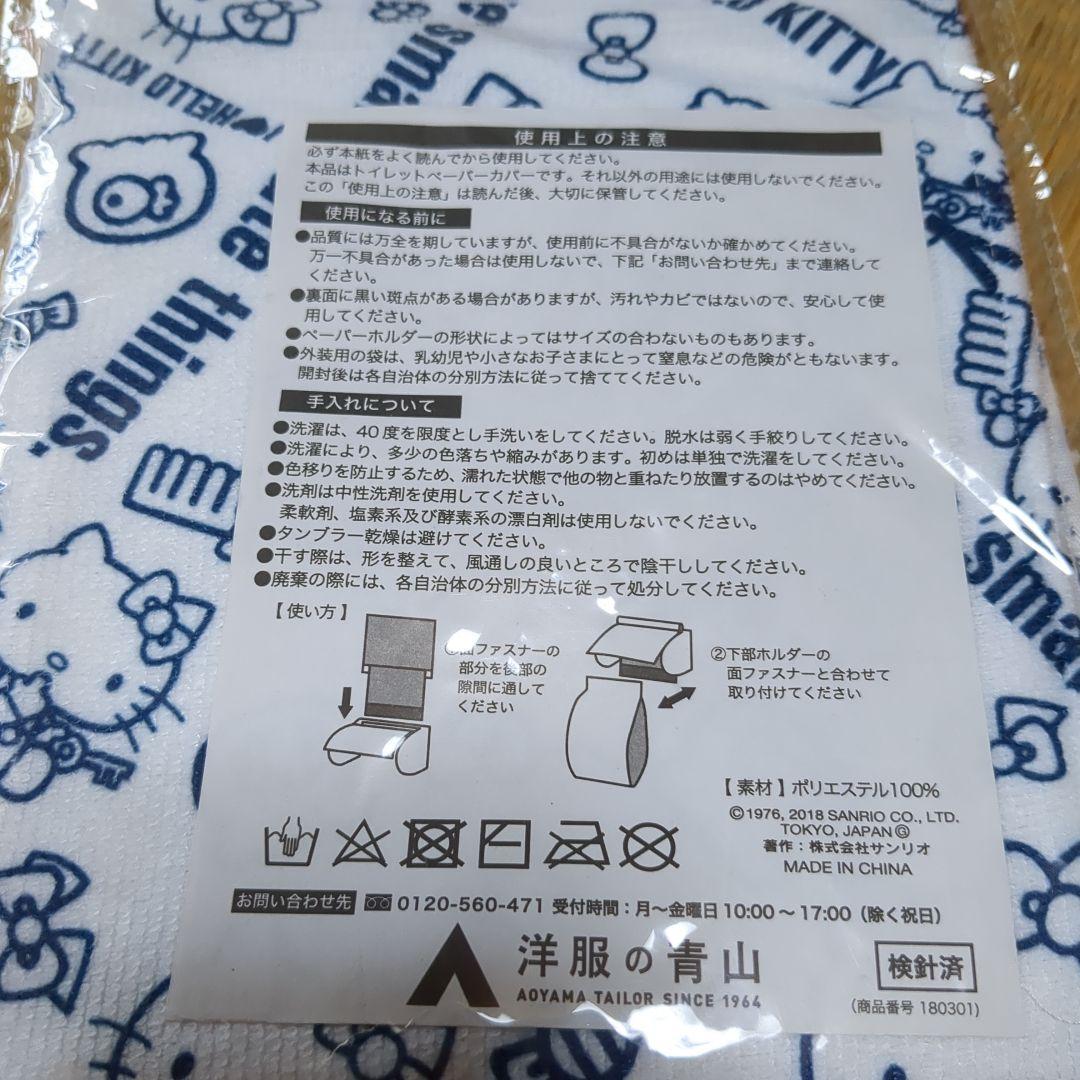 HELLO KITTY
I HELLO KITTY
sma
things.
使用上の注意
必ず本紙をよく読んでから使用してください。
本品はトイレットペーパーカバーです。それ以外の用途には使用しないでください。
この「使用上の注意」は読んだ後、大切に保管してください。
使用になる前に
●品質には万全を期していますが、使用前に不具合がないか確かめてください。
万一不具合があった場合は使用しないで、下記「お問い合わせ先」まで連絡して
ください。
●裏面に黒い斑点がある場合がありますが、汚れやカビではないので、安心して使
用してください。
●ペーパーホルダーの形状によってはサイズの合わないものもあります。
●外装用の袋は、乳幼児や小さなお子さまにとって窒息などの危険がともないます。
開封後は各自治体の分別方法に従って捨ててください。
手入れについて
●洗濯は、40度を限度とし手洗いをしてください。脱水は弱く手絞りしてください。
●洗濯により、多少の色落ちや縮みがあります。初めは単独で洗濯をしてください。
●色移りを防止するため、濡れた状態で他の物と重ねたり放置するのはやめてください。
●洗剤は中性洗剤を使用してください。
柔軟剤、塩素系及び酵素系の漂白剤は使用しないでください。
●タンブラー乾燥は避けてください。
●干す際は、形を整えて、風通しの良いところで陰干ししてください。
●廃棄の際には、各自治体の分別方法に従って処分してください。
【使い方】
①面ファスナーの
部分を後部の
隙間に通して
ください
②下部ホルダーの
面ファスナーと合わせて
取り付けてください
【素材】ポリエステル100%
©1976, 2018 SANRIO CO., LTD.
TOKYO, JAPAN Ⓖ
著作：株式会社サンリオ
MADE IN CHINA
お問い合わせ先 0120-560-471 受付時間：月～金曜日 10:00～17:00（除く祝日）
洋服の青山
AOYAMA TAILOR SINCE 1964
検針済
（商品番号 180301）